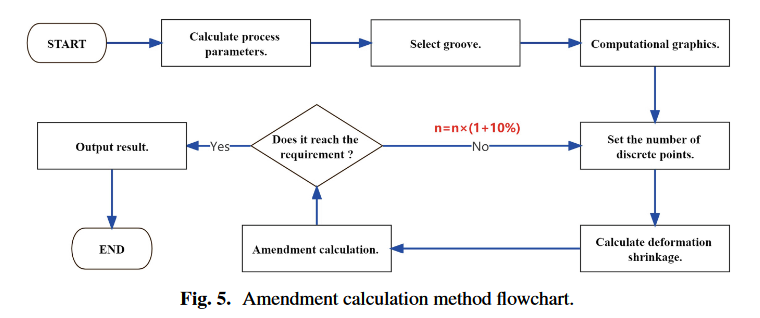 START
Calculate process
parameters.
Select groove.
Computational graphics.
Output result.
Yes
Does it reach the
requirement ?
n=n×(1+10%)
No
Set the number of
discrete points.
END
Amendment calculation.
Calculate deformation
shrinkage.
Fig. 5. Amendment calculation method flowchart.